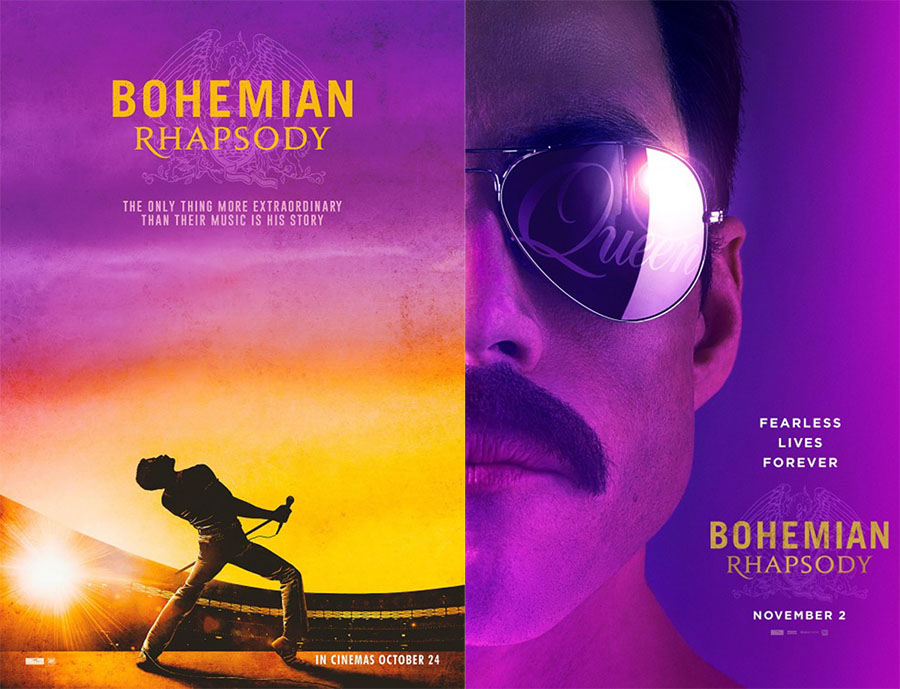 BOHEMIAN
RHAPSODY
THE ONLY THING MORE EXTRAORDINARY
THAN THEIR MUSIC IS HIS STORY
IN CINEMAS OCTOBER 24
Queen
FEARLESS
LIVES
FOREVER
BOHEMIAN
RHAPSODY
NOVEMBER 2